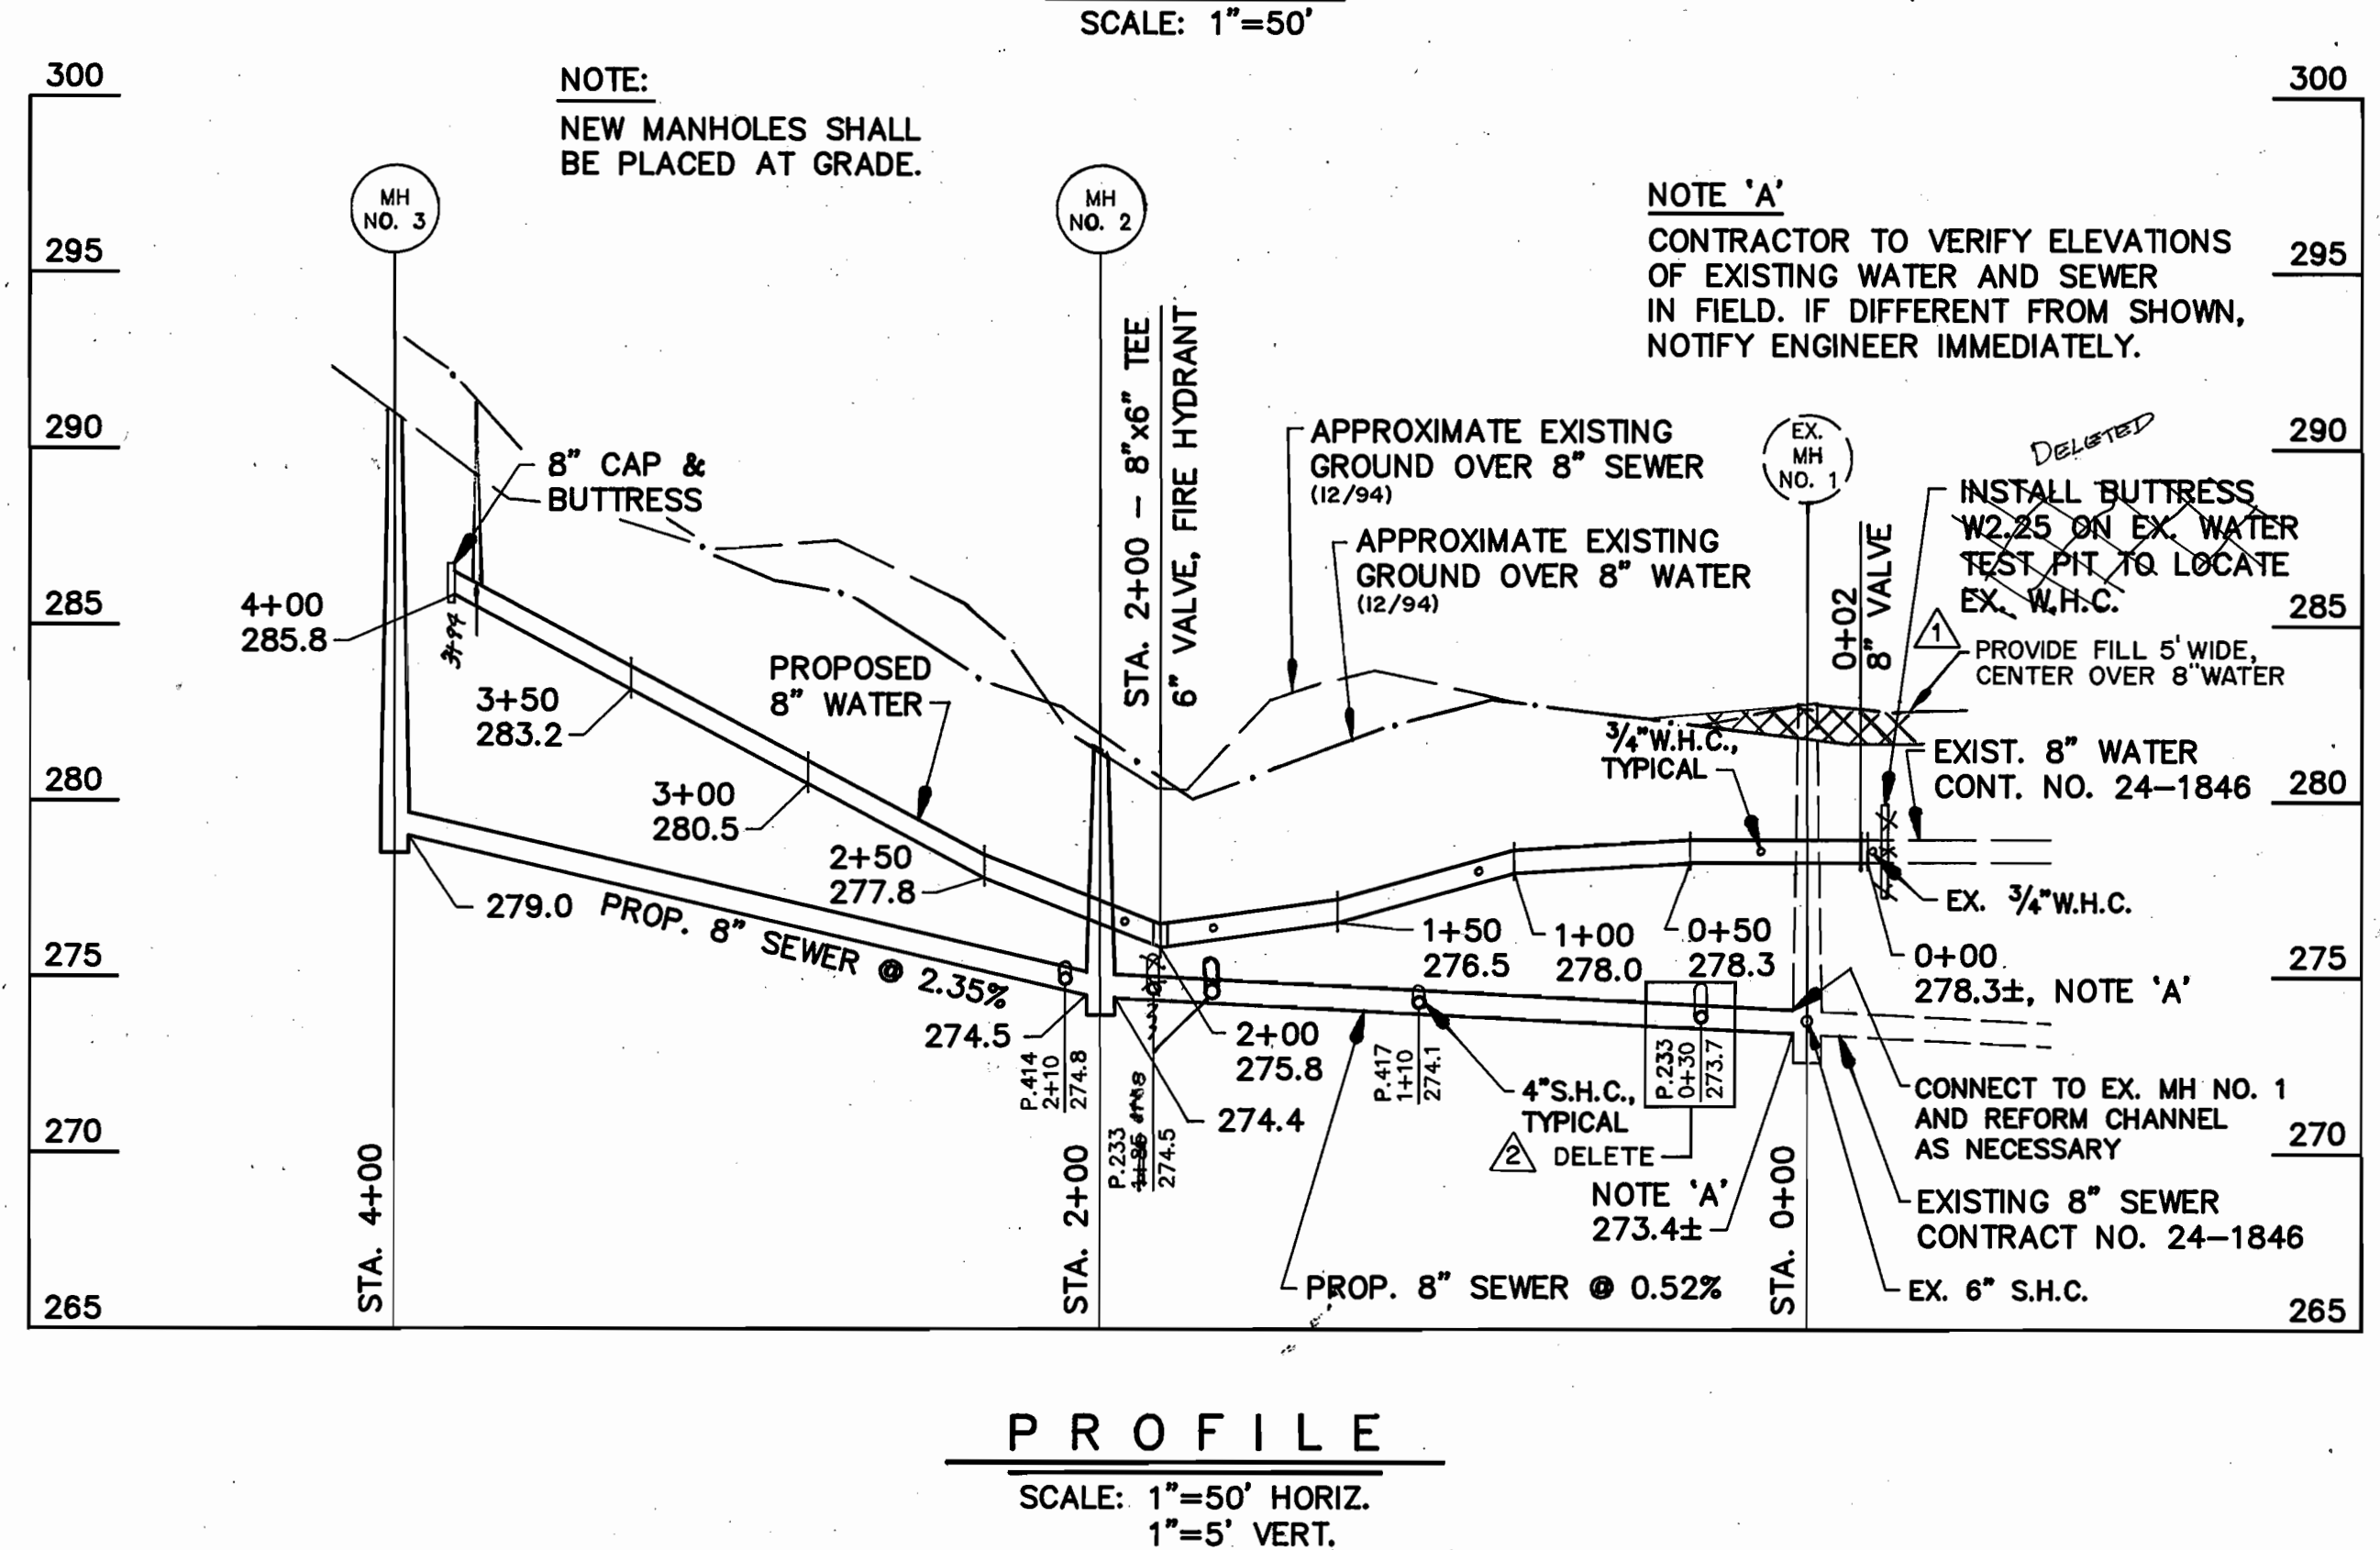 SCALE: 1"=50'
300
300
NOTE:
NEW MANHOLES SHALL
BE PLACED AT GRADE.
MH
NO. 3
MH
NO. 2
NOTE 'A'
CONTRACTOR TO VERIFY ELEVATIONS
OF EXISTING WATER AND SEWER
IN FIELD. IF DIFFERENT FROM SHOWN,
NOTIFY ENGINEER IMMEDIATELY.
295
295
STA. 2+00 - 8"x6" TEE
6" VALVE, FIRE HYDRANT
290
290
8" CAP &
BUTTRESS
APPROXIMATE EXISTING
GROUND OVER 8" SEWER
(12/94)
APPROXIMATE EXISTING
GROUND OVER 8" WATER
(12/94)
EX.
MH
NO. 1
DELETED
INSTALL BUTTRESS
W2.25 ON EX. WATER
TEST PIT TO LOCATE
EX. W.H.C.
0+02
8" VALVE
1
PROVIDE FILL 5' WIDE,
CENTER OVER 8" WATER
285
285
4+00
285.8
3+94
3+50
283.2
PROPOSED
8" WATER
3/4" W.H.C.,
TYPICAL
EXIST. 8" WATER
CONT. NO. 24-1846
280
280
3+00
280.5
2+50
277.8
279.0
PROP. 8" SEWER @ 2.35%
1+50
276.5
1+00
278.0
0+50
278.3
EX. 3/4" W.H.C.
0+00
278.3±, NOTE 'A'
275
275
274.5
P.414
2+10
274.8
2+00
275.8
P.233
274.5
274.4
P.417
1+10
274.1
4" S.H.C.,
TYPICAL
P.233
0+30
273.7
2
DELETE
CONNECT TO EX. MH NO. 1
AND REFORM CHANNEL
AS NECESSARY
270
270
NOTE 'A'
273.4±
EXISTING 8" SEWER
CONTRACT NO. 24-1846
PROP. 8" SEWER @ 0.52%
EX. 6" S.H.C.
STA. 4+00
STA. 2+00
STA. 0+00
265
265
PROFILE
SCALE: 1"=50' HORIZ.
1"=5' VERT.